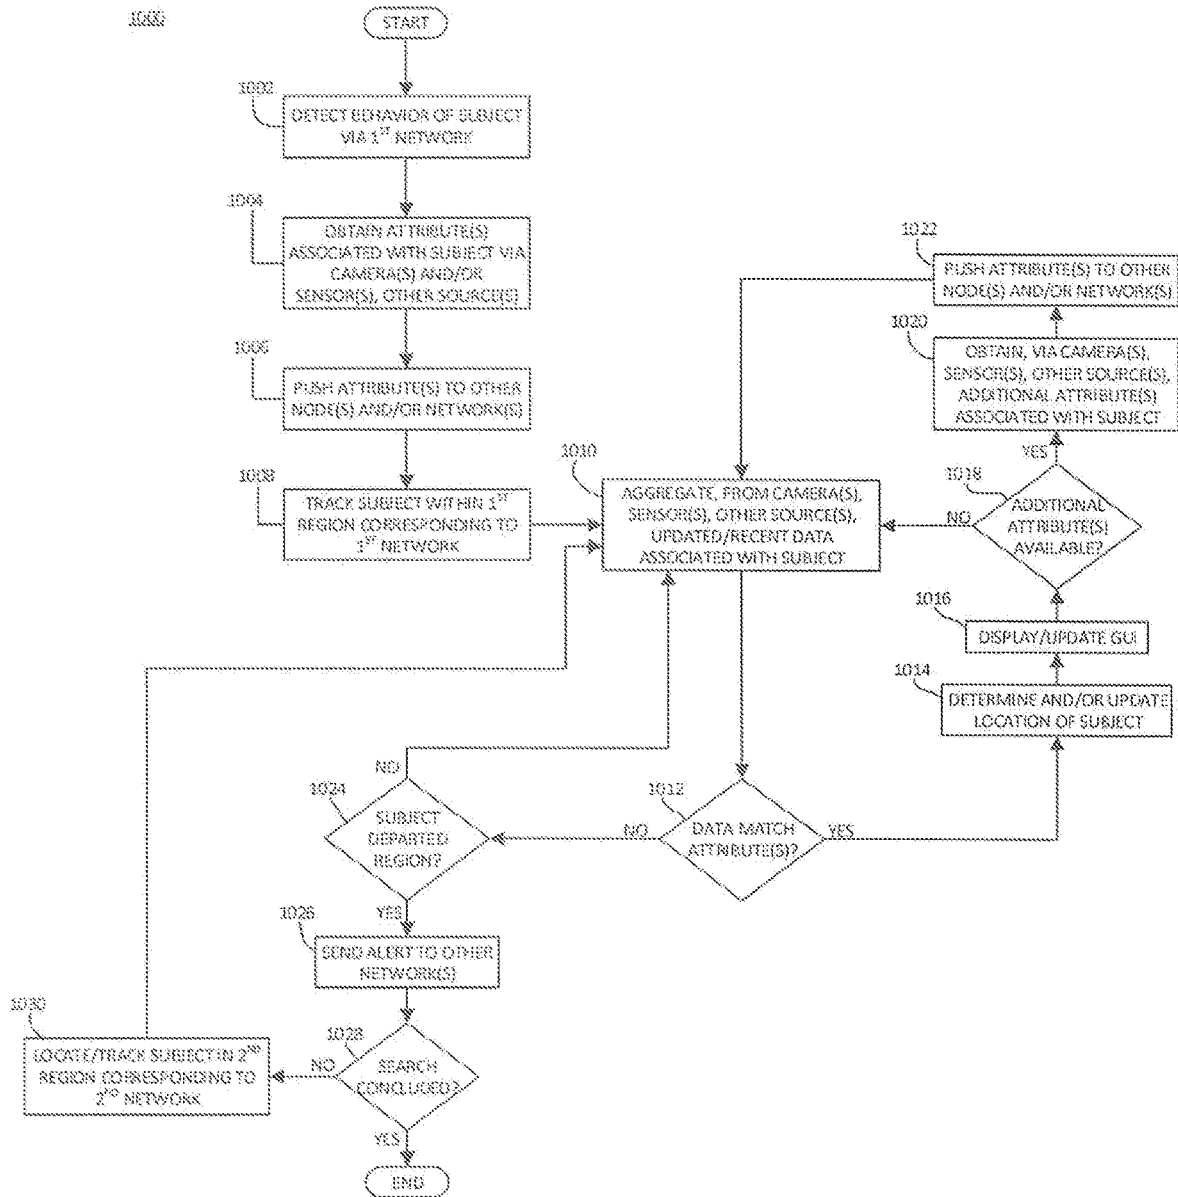 1000
START
1002
DETECT BEHAVIOR OF SUBJECT
VIA 1ST NETWORK
1004
OBTAIN ATTRIBUTE(S)
ASSOCIATED WITH SUBJECT VIA
CAMERA(S) AND/OR
SENSOR(S), OTHER SOURCE(S)
1006
PUSH ATTRIBUTE(S) TO OTHER
NODE(S) AND/OR NETWORK(S)
1008
TRACK SUBJECT WITHIN 1ST
REGION CORRESPONDING TO
1ST NETWORK
1010
AGGREGATE, FROM CAMERA(S),
SENSOR(S), OTHER SOURCE(S),
UPDATED/RECENT DATA
ASSOCIATED WITH SUBJECT
1022
PUSH ATTRIBUTE(S) TO OTHER
NODE(S) AND/OR NETWORK(S)
1020
OBTAIN, VIA CAMERA(S),
SENSOR(S), OTHER SOURCE(S),
ADDITIONAL ATTRIBUTE(S)
ASSOCIATED WITH SUBJECT
YES
1018
ADDITIONAL
ATTRIBUTE(S)
AVAILABLE?
NO
1016
DISPLAY/UPDATE GUI
1014
DETERMINE AND/OR UPDATE
LOCATION OF SUBJECT
1012
DATA MATCH
ATTRIBUTE(S)?
YES
NO
1024
SUBJECT
DEPARTED
REGION?
NO
YES
1026
SEND ALERT TO OTHER
NETWORK(S)
1028
SEARCH
CONCLUDED?
NO
1030
LOCATE/TRACK SUBJECT IN 2ND
REGION CORRESPONDING TO
2ND NETWORK
YES
END